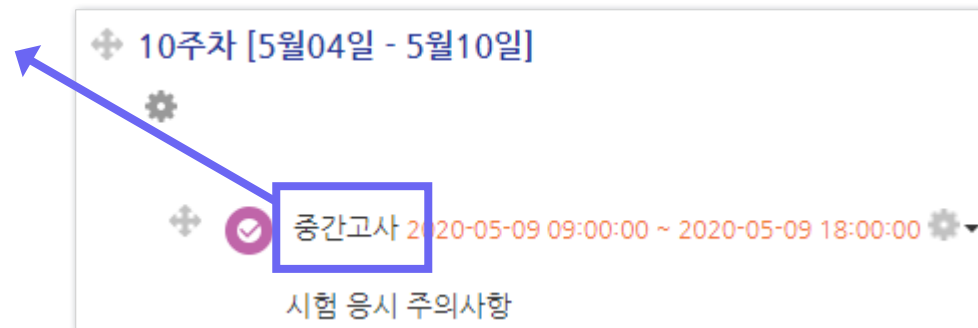 10주차 [5월04일 - 5월10일]
중간고사 2020-05-09 09:00:00 ~ 2020-05-09 18:00:00
시험 응시 주의사항